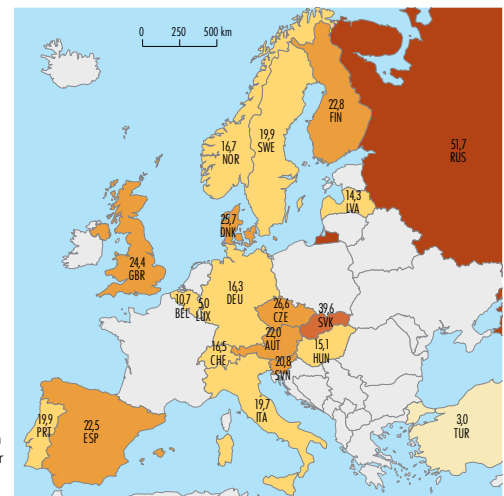 0 250 500 km
22,8
FIN
51,7
RUS
19,9
SWE
16,7
NOR
14,3
LVA
25,7
DNK
24,4
GBR
16,3
DEU
10,7
BEL
5,0
LUX
26,6
CZE
39,6
SVK
22,0
AUT
16,5
CHE
15,1
HUN
20,8
SVN
19,7
ITA
19,9
PRT
22,5
ESP
3,0
TUR